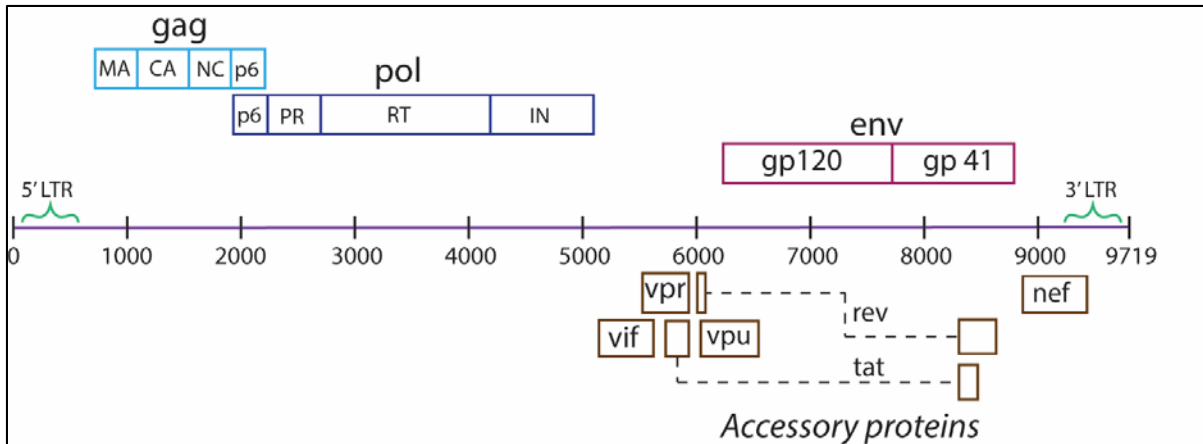 gag
MA CA NC p6
pol
p6 PR RT IN
env
gp120 gp 41
5' LTR
3' LTR
0 1000 2000 3000 4000 5000 6000 7000 8000 9000 9719
vpr
nef
rev
vif
vpu
tat
Accessory proteins